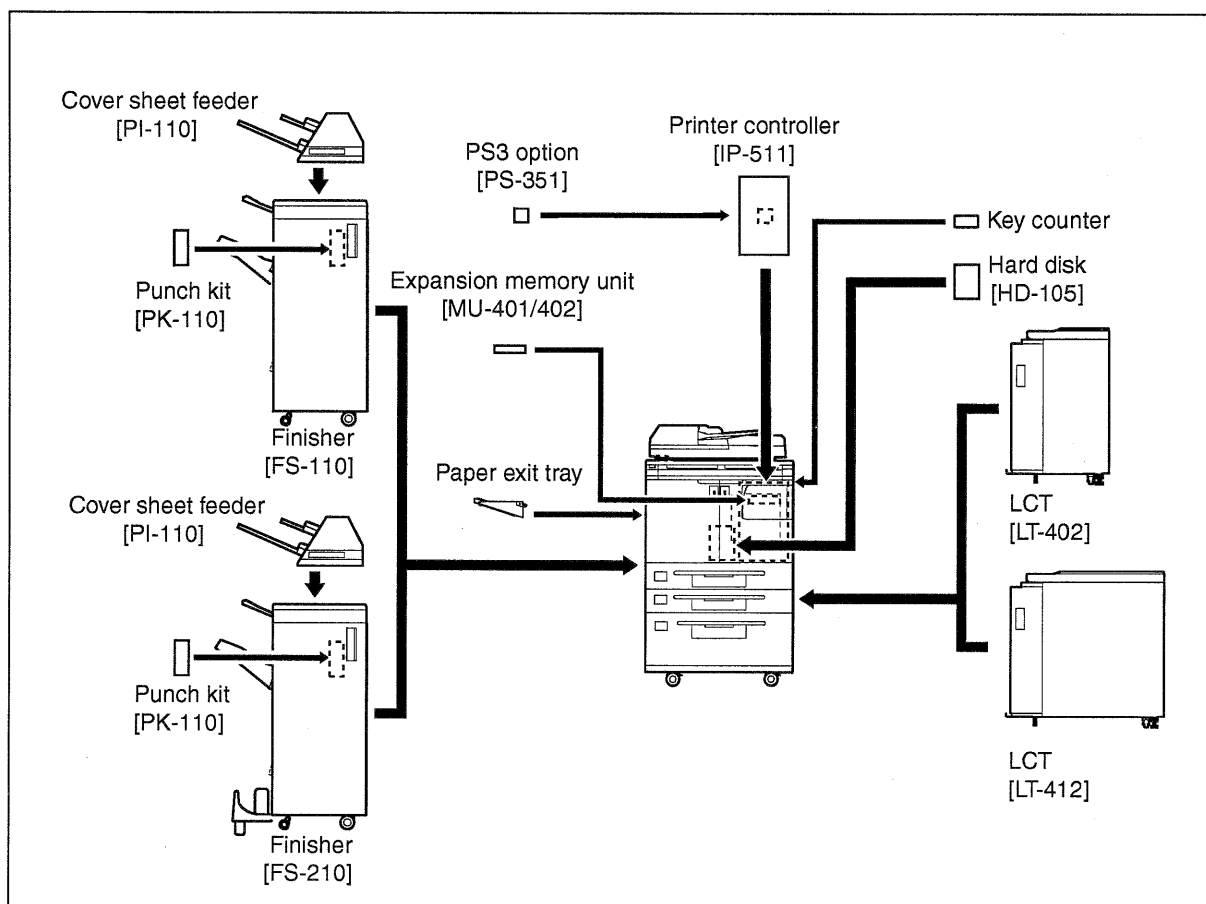 Cover sheet feeder
[PI-110]
Punch kit
[PK-110]
Finisher
[FS-110]
Cover sheet feeder
[PI-110]
Punch kit
[PK-110]
Finisher
[FS-210]
PS3 option
[PS-351]
Printer controller
[IP-511]
Expansion memory unit
[MU-401/402]
Paper exit tray
Key counter
Hard disk
[HD-105]
LCT
[LT-402]
LCT
[LT-412]